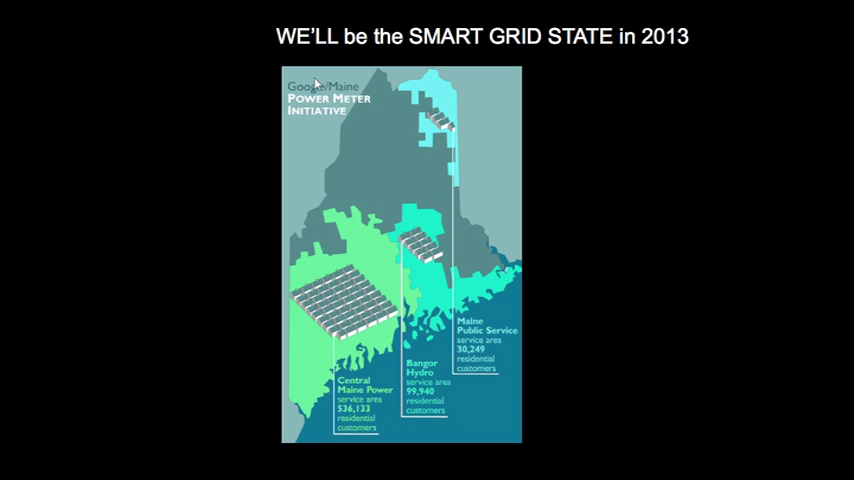 WE'LL be the SMART GRID STATE in 2013
Google/Maine
POWER METER
INITIATIVE
Maine
Public Service
service area
30,249
residential
customers
Bangor
Hydro
service area
99,940
residential
customers
Central
Maine Power
service area
536,133
residential
customers